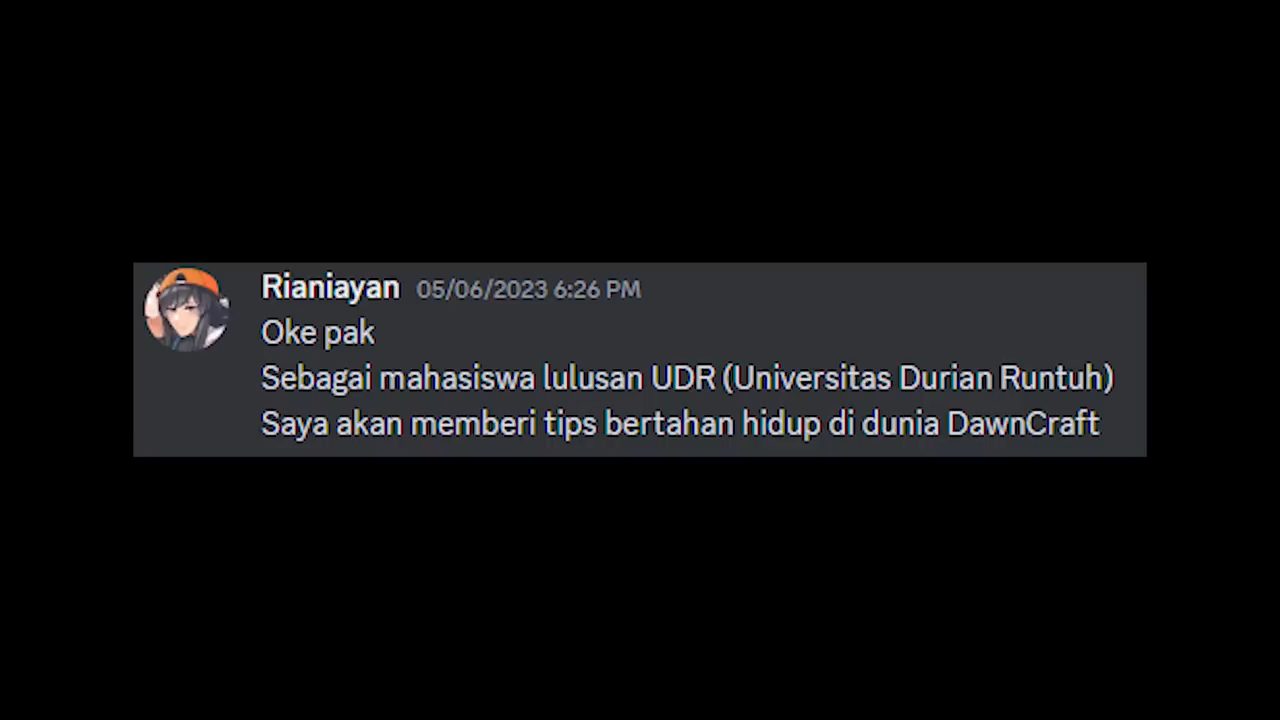 Rianiayan 05/06/2023 6:26 PM
Oke pak
Sebagai mahasiswa lulusan UDR (Universitas Durian Runtuh)
Saya akan memberi tips bertahan hidup di dunia DawnCraft